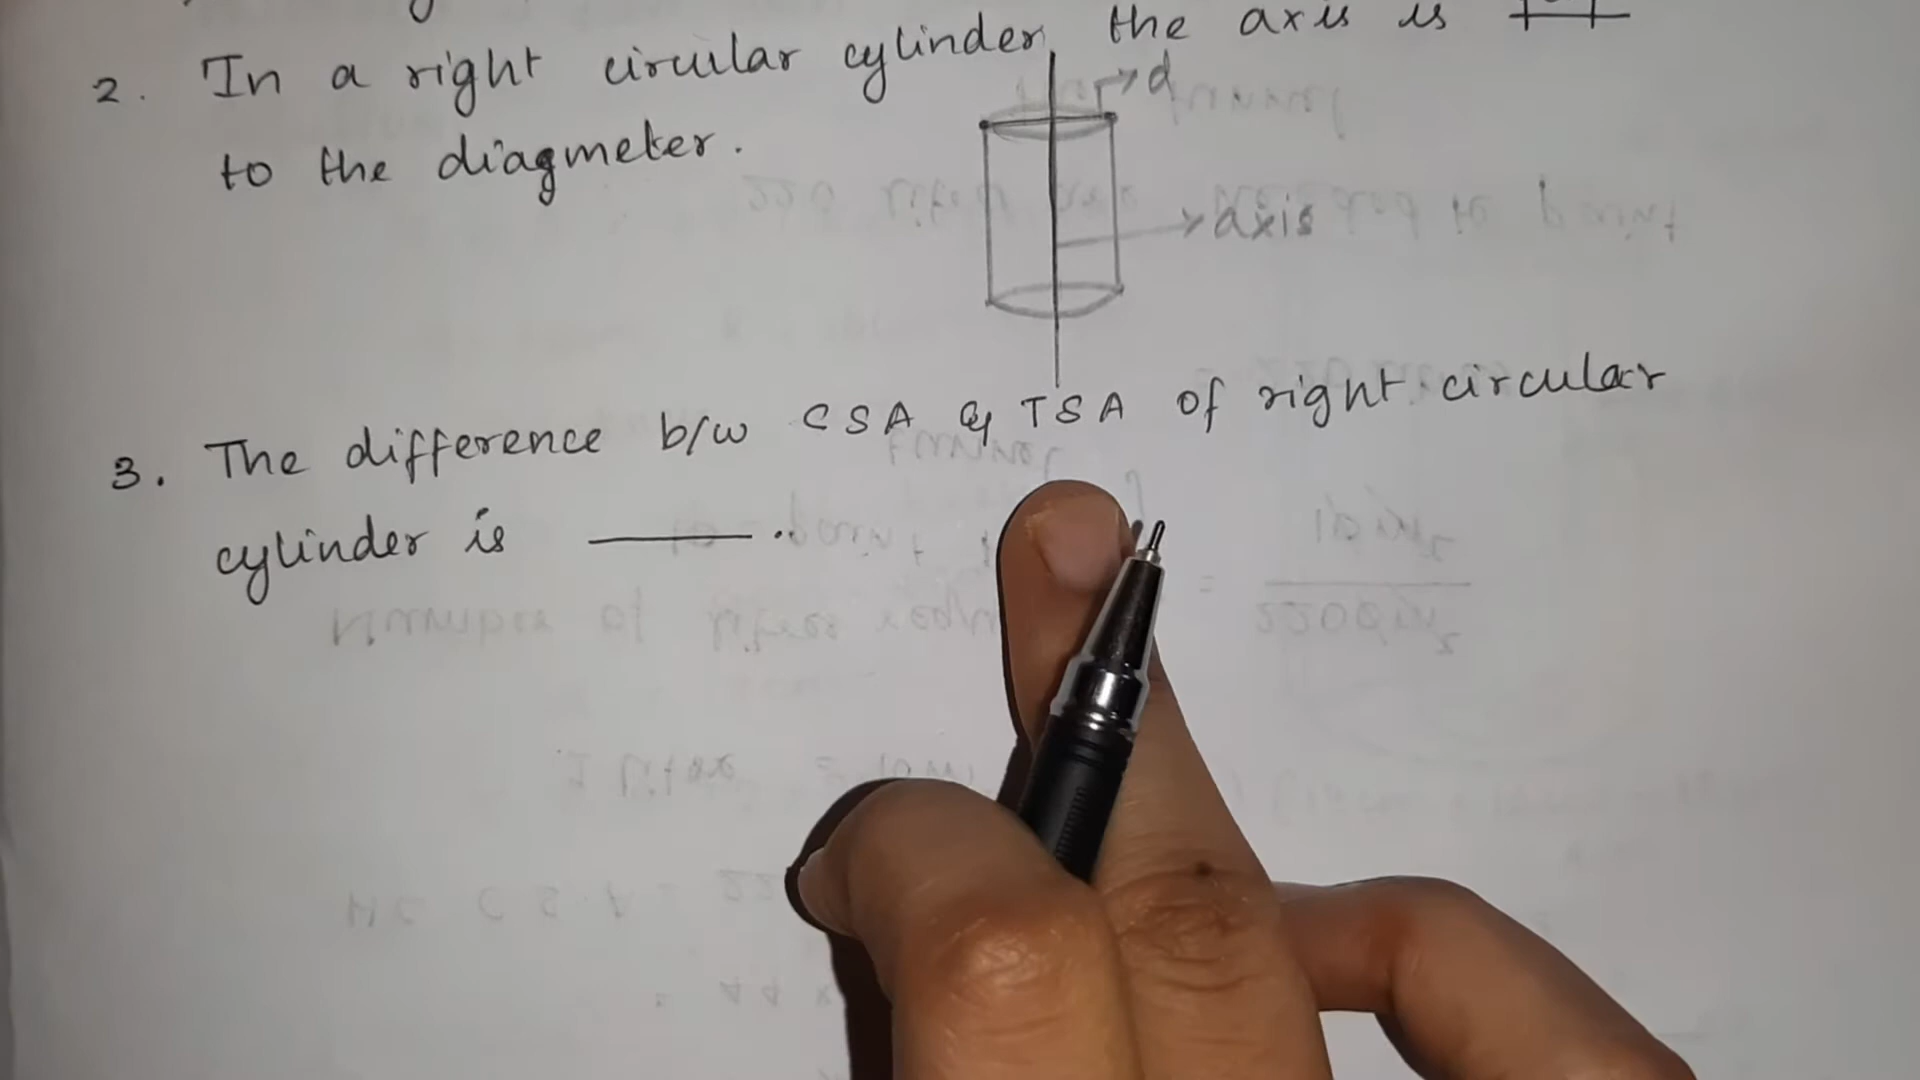 2. In a right circular cylinder, the axis is
to the diagmeter.
d
axis
3. The difference b/w CSA & TSA of right circular
cylinder is ______.